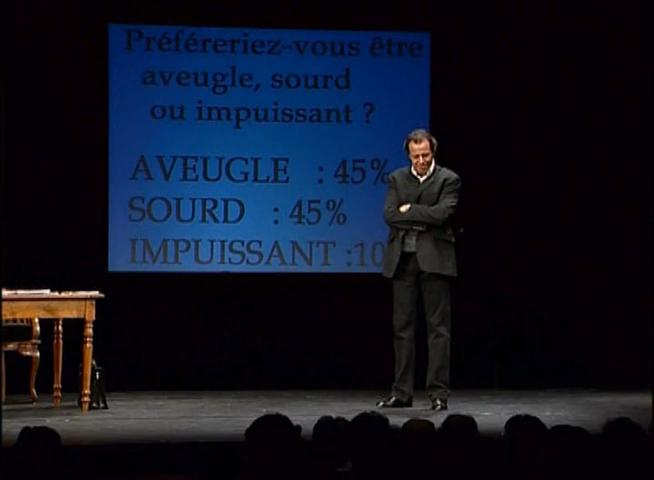 Préféreriez-vous être
aveugle, sourd
ou impuissant ?
AVEUGLE : 45%
SOURD : 45%
IMPUISSANT :10